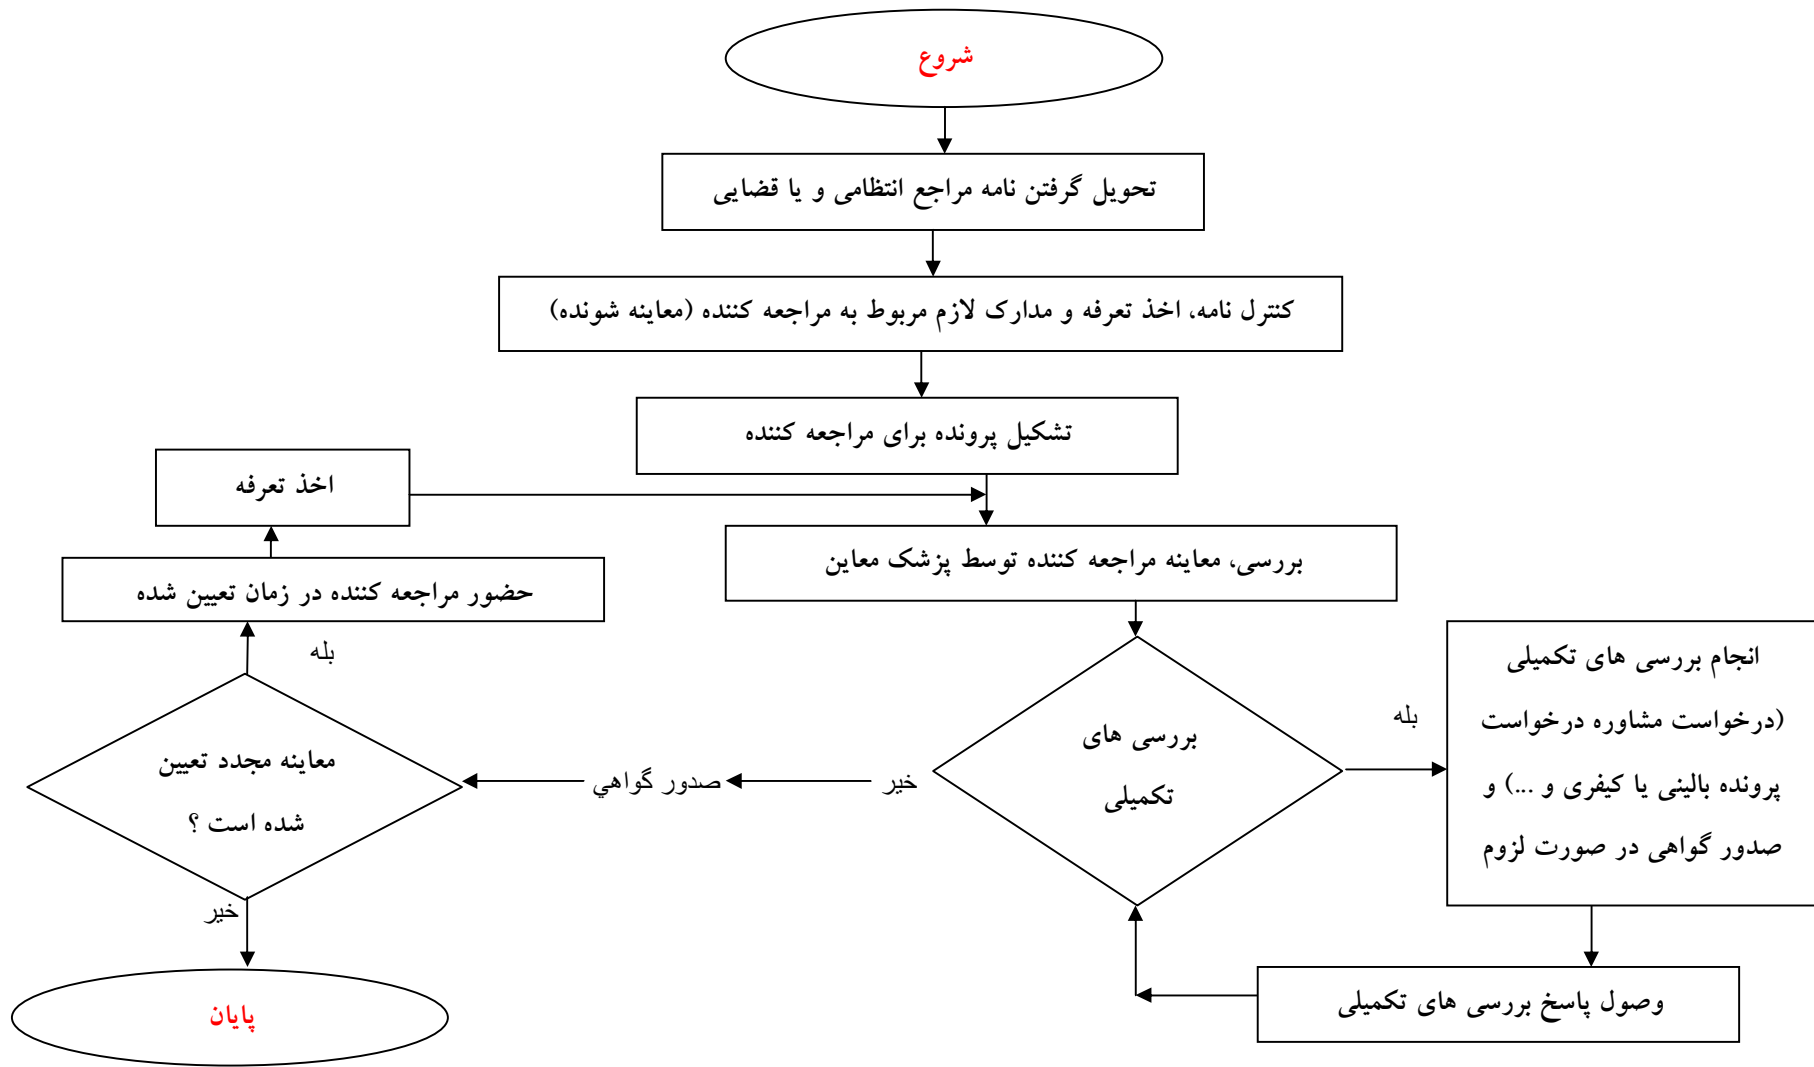 شروع
تحویل گرفتن نامه مراجع انتظامی و یا قضایی
کنترل نامه، اخذ تعرفه و مدارک لازم مربوط به مراجعه کننده (معاینه شونده)
تشکیل پرونده برای مراجعه کننده
اخذ تعرفه
بررسی، معاینه مراجعه کننده توسط پزشک معاین
حضور مراجعه کننده در زمان تعیین شده
بله
انجام بررسی های تکمیلی
(درخواست مشاوره درخواست
پرونده بالینی یا کیفری و ...) و
صدور گواهی در صورت لزوم
بله
بررسی های
تکمیلی
خیر
صدور گواهي
معاینه مجدد تعیین
شده است ؟
خیر
وصول پاسخ بررسی های تکمیلی
پایان